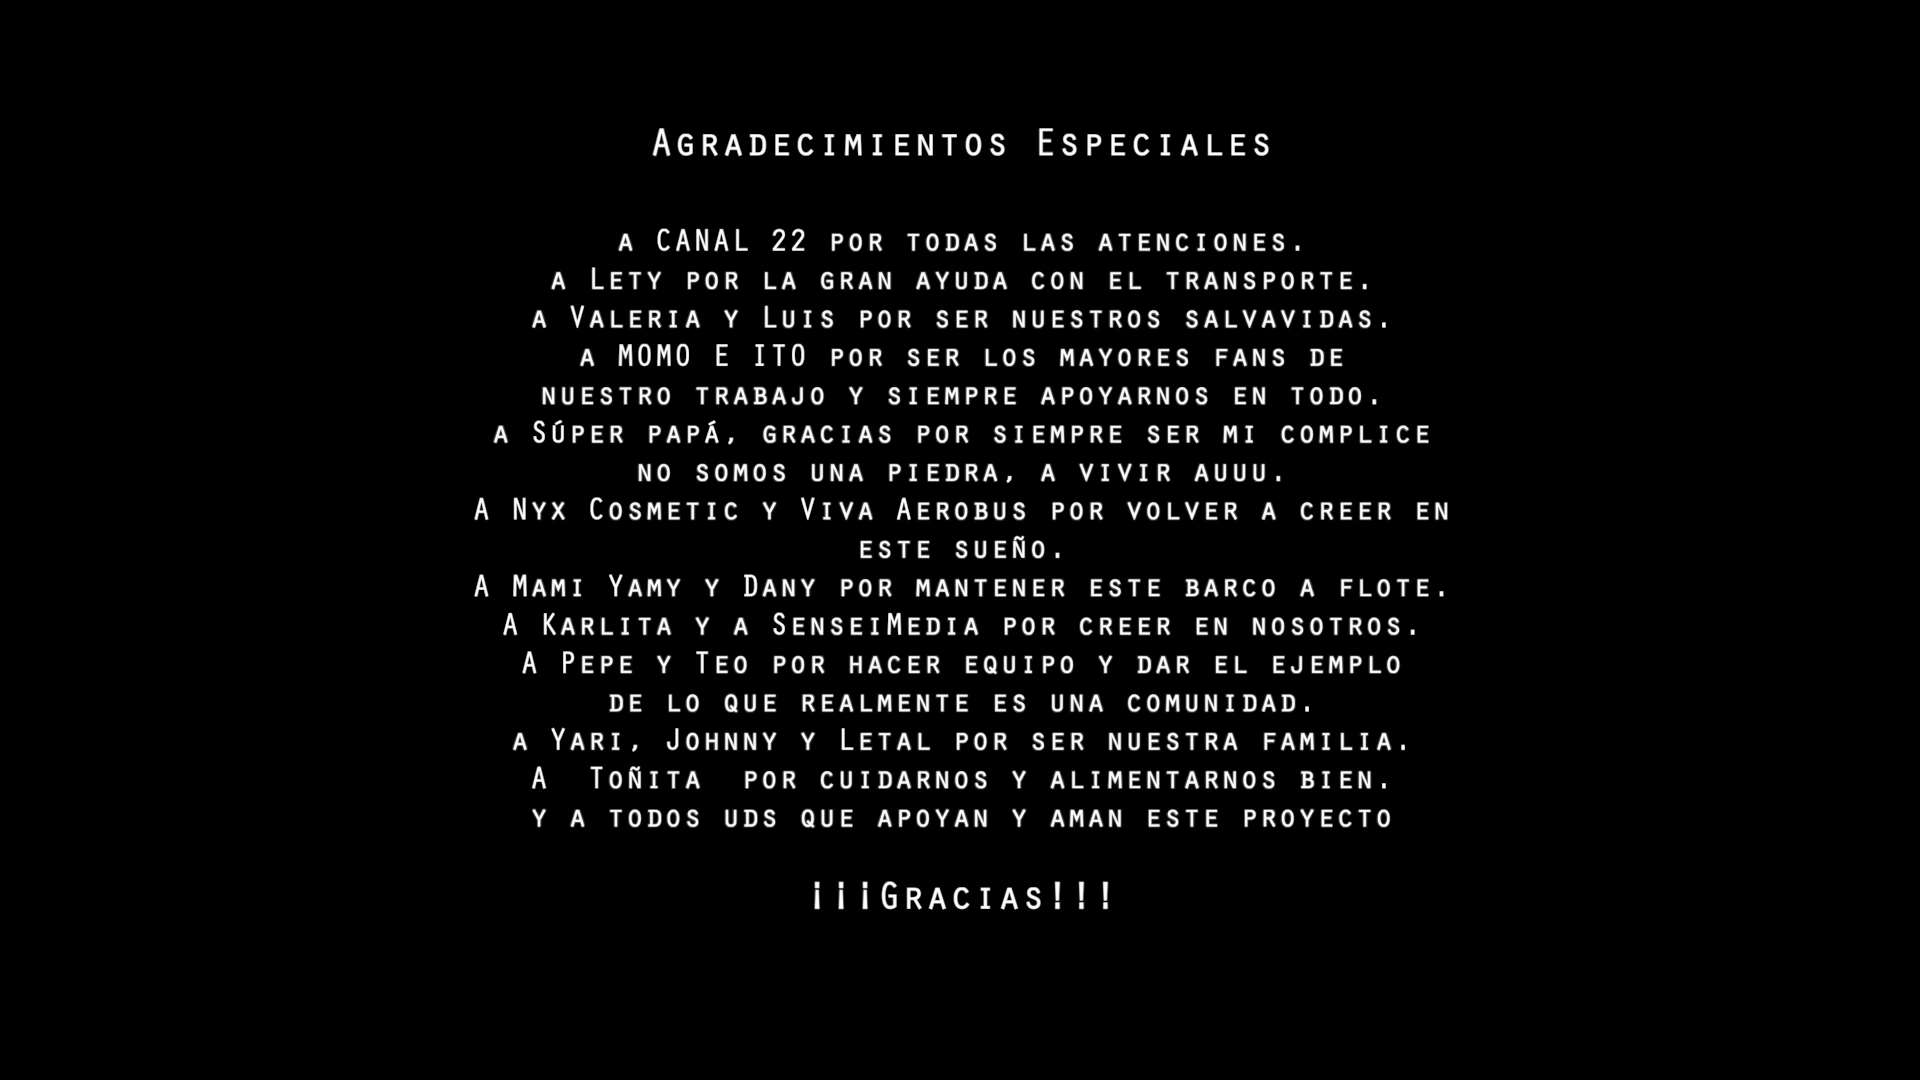 Agradecimientos Especiales
a CANAL 22 por todas las atenciones.
a Lety por la gran ayuda con el transporte.
a Valeria y Luis por ser nuestros salvavidas.
a MOMO E ITO por ser los mayores fans de
nuestro trabajo y siempre apoyarnos en todo.
a Súper papá, gracias por siempre ser mi complice
no somos una piedra, a vivir auuu.
A Nyx Cosmetic y Viva Aerobus por volver a creer en
este sueño.
A Mami Yamy y Dany por mantener este barco a flote.
A Karlita y a SenseiMedia por creer en nosotros.
A Pepe y Teo por hacer equipo y dar el ejemplo
de lo que realmente es una comunidad.
a Yari, Johnny y Letal por ser nuestra familia.
A Toñita por cuidarnos y alimentarnos bien.
y a todos uds que apoyan y aman este proyecto
¡¡¡Gracias!!!